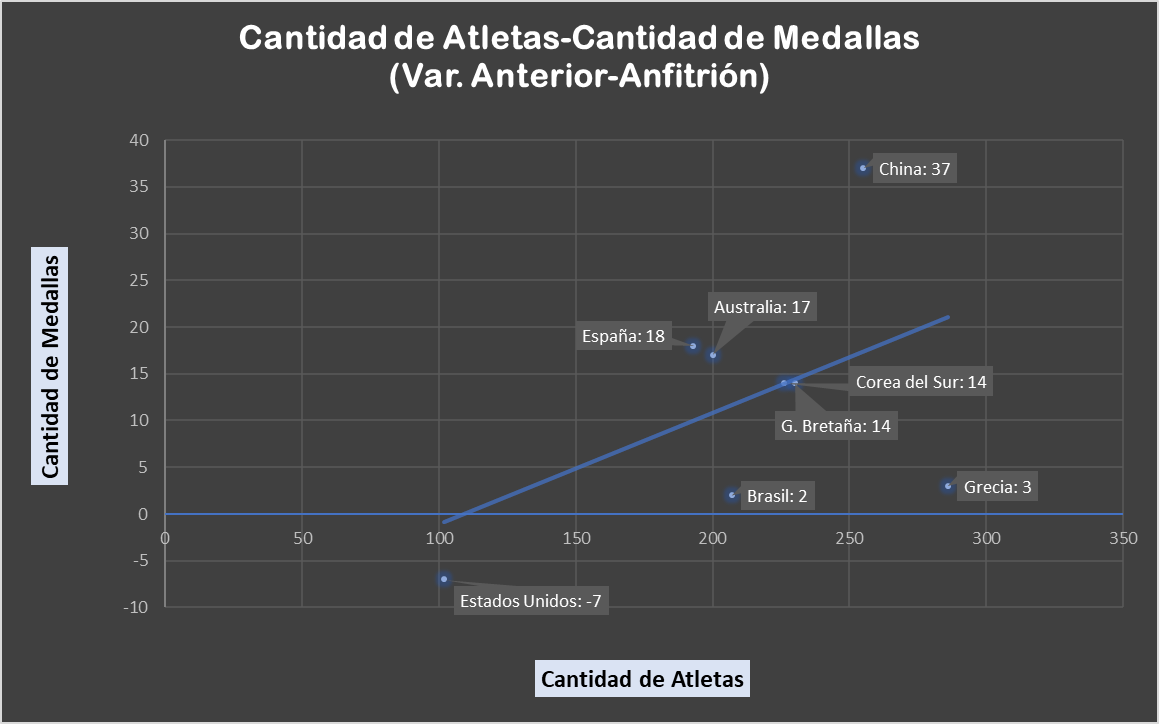 Cantidad de Atletas-Cantidad de Medallas
(Var. Anterior-Anfitrión)
40
35
30
25
20
15
10
5
0
-5
-10
Cantidad de Medallas
China: 37
Australia: 17
España: 18
Corea del Sur: 14
G. Bretaña: 14
Grecia: 3
Brasil: 2
Estados Unidos: -7
0
50
100
150
200
250
300
350
Cantidad de Atletas